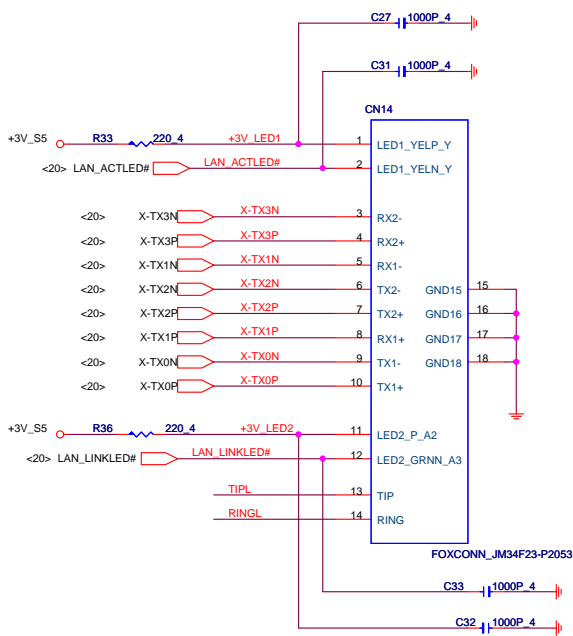 C27 1000P_4
C31 1000P_4
CN14
+3V_S5 R33 220_4 +3V_LED1 1 LED1_YELP_Y
<20> LAN_ACTLED# LAN_ACTLED# 2 LED1_YELN_Y
<20> X-TX3N X-TX3N 3 RX2-
<20> X-TX3P X-TX3P 4 RX2+
<20> X-TX1N X-TX1N 5 RX1-
<20> X-TX2N X-TX2N 6 TX2- GND15 15
<20> X-TX2P X-TX2P 7 TX2+ GND16 16
<20> X-TX1P X-TX1P 8 RX1+ GND17 17
<20> X-TX0N X-TX0N 9 TX1- GND18 18
<20> X-TX0P X-TX0P 10 TX1+
+3V_S5 R36 220_4 +3V_LED2 11 LED2_P_A2
<20> LAN_LINKLED# LAN_LINKLED# 12 LED2_GRNN_A3
TIPL 13 TIP
RINGL 14 RING
FOXCONN_JM34F23-P2053
C33 1000P_4
C32 1000P_4